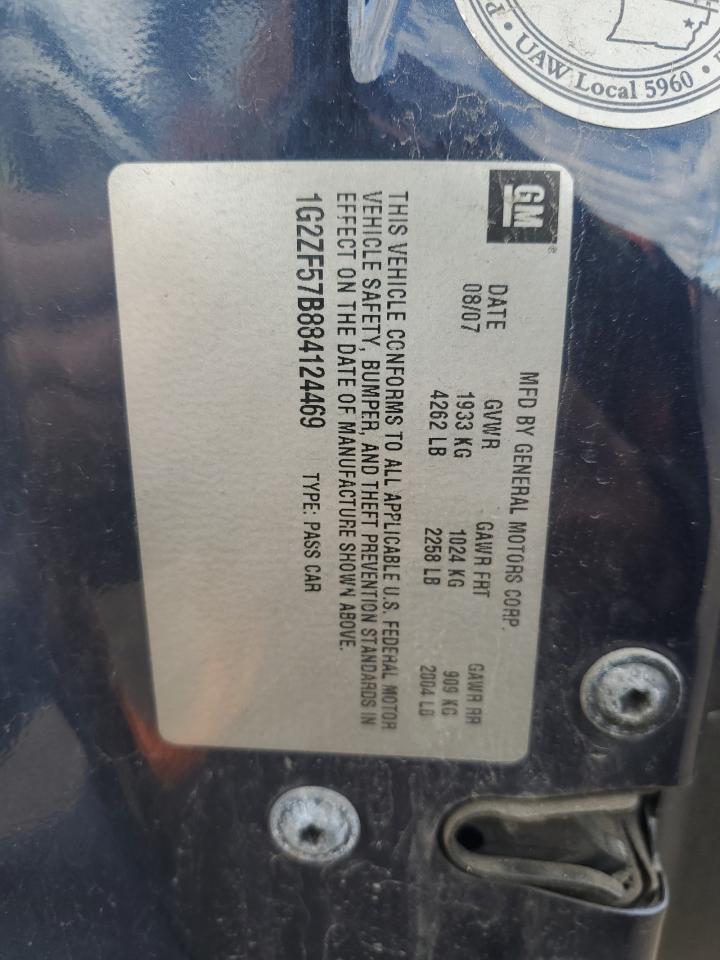 UAW Local 5960
GM
MFD BY GENERAL MOTORS CORP.
DATE GVWR GAWR FRT GAWR RR
08/07 1933 KG 1024 KG 909 KG
4262 LB 2258 LB 2004 LB
THIS VEHICLE CONFORMS TO ALL APPLICABLE U.S. FEDERAL MOTOR
VEHICLE SAFETY, BUMPER, AND THEFT PREVENTION STANDARDS IN
EFFECT ON THE DATE OF MANUFACTURE SHOWN ABOVE.
1G2ZF57B884124469 TYPE: PASS CAR